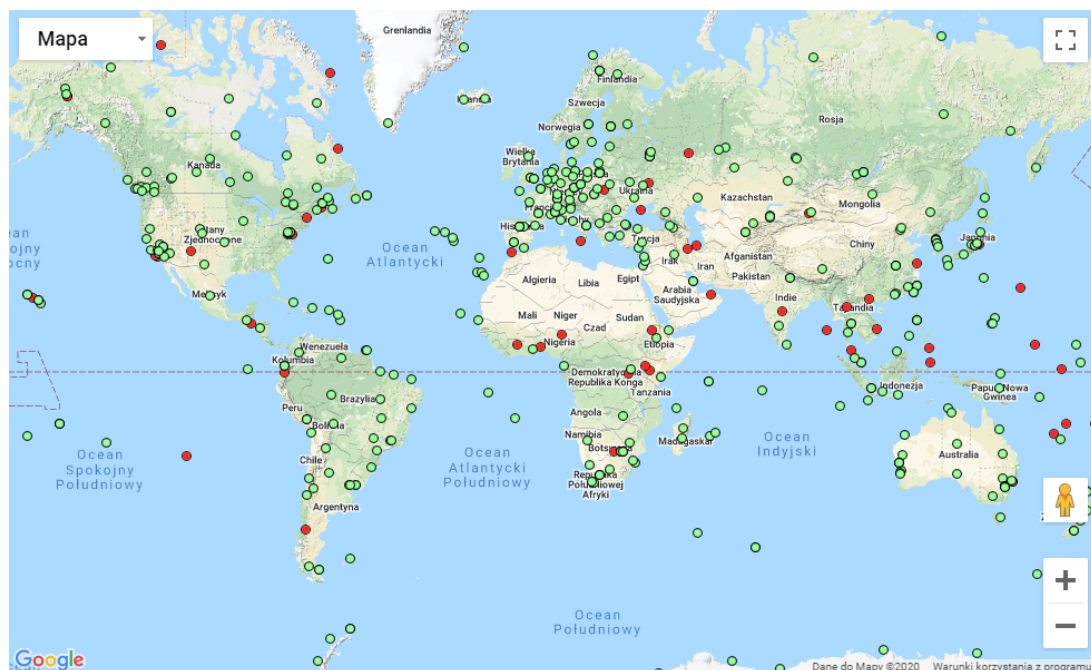 Mapa
Grenlandia
Islandia
Finlandia
Szwecja
Norwegia
Rosja
Wielka
Brytania
Kanada
Ukraina
Kazachstan
Mongolia
Stany
Zjednoczone
Hiszpania
Turcja
Chiny
Japonia
Ocean
Atlantycki
Irak
Iran
Afganistan
Pakistan
Algieria
Libia
Egipt
Arabia
Saudyjska
Indie
Meksyk
Mali
Niger
Czad
Sudan
Tajlandia
Nigeria
Etiopia
Wenezuela
Kolumbia
Demokratyczna
Republika Konga
Tanzania
Indonezja
Papua-Nowa
Gwinea
Peru
Brazylia
Boliwia
Angola
Namibia
Botswana
Madagaskar
Ocean
Indyjski
Australia
Chile
Ocean
Spokojny
Południowy
Ocean
Atlantycki
Południowy
Republika
Południowej
Afryki
Argentyna
Ocean
Południowy
Google
Dane do Mapy ©2020
Warunki korzystania z programu